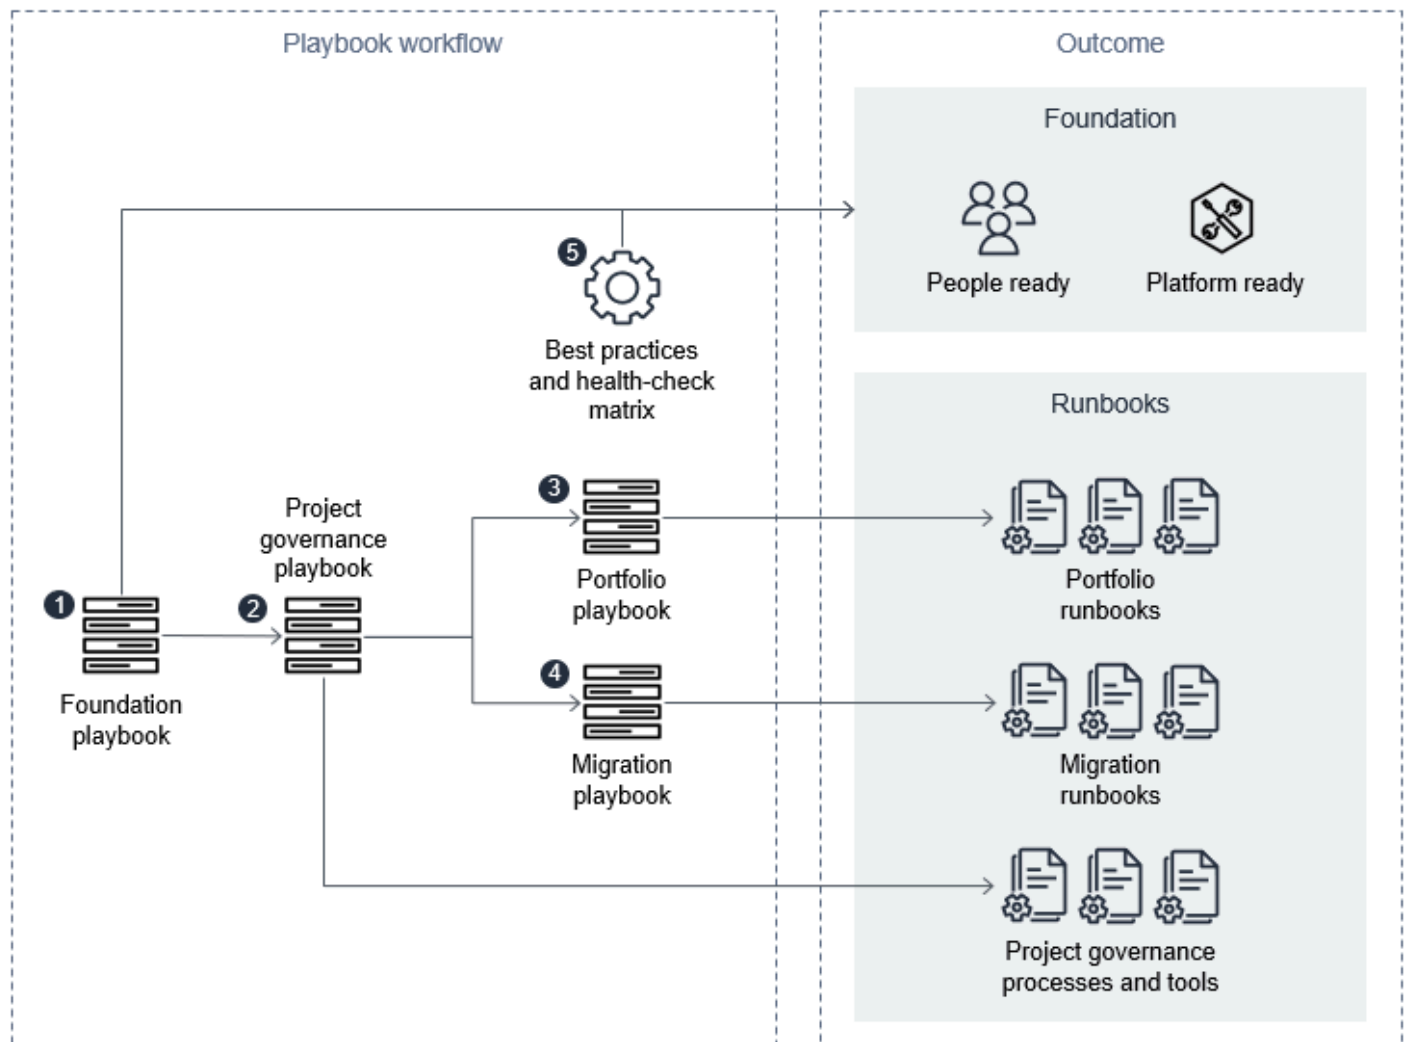 Playbook workflow
Outcome
Foundation
People ready
Platform ready
5
Best practices
and health-check
matrix
Runbooks
Project
governance
playbook
3
Portfolio
playbook
Portfolio
runbooks
1
Foundation
playbook
2
4
Migration
playbook
Migration
runbooks
Project governance
processes and tools